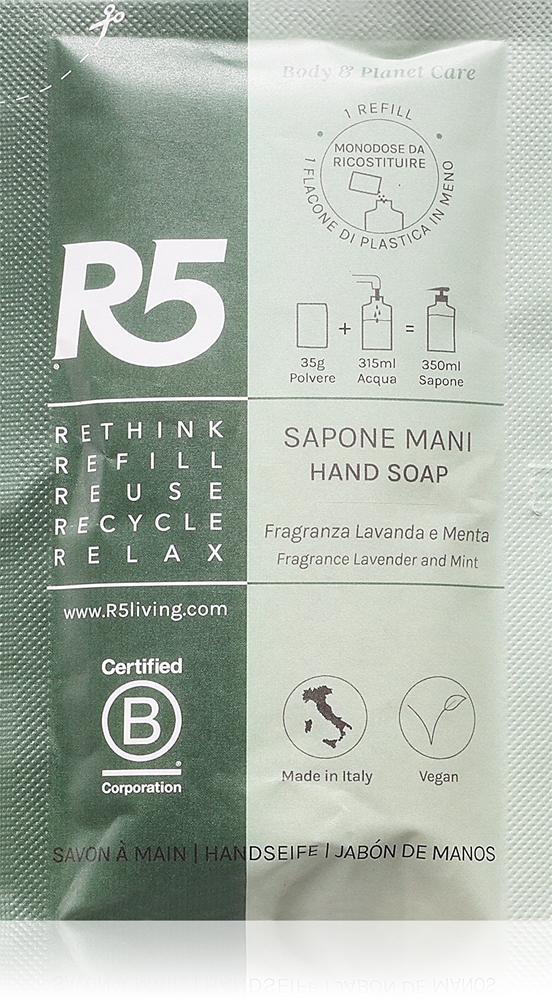 Body & Planet Care
1 REFILL
1 FLACONE DI PLASTICA IN MENO
MONODOSE DA
RICOSTITUIRE
R5
35g + 315ml = 350ml
Polvere Acqua Sapone
RETHINK
REFILL
REUSE
RECYCLE
RELAX
SAPONE MANI
HAND SOAP
Fragranza Lavanda e Menta
Fragrance Lavender and Mint
www.R5living.com
Certified
B
Corporation
Made in Italy
Vegan
SAVON À MAIN | HANDSEIFE | JABÓN DE MANOS